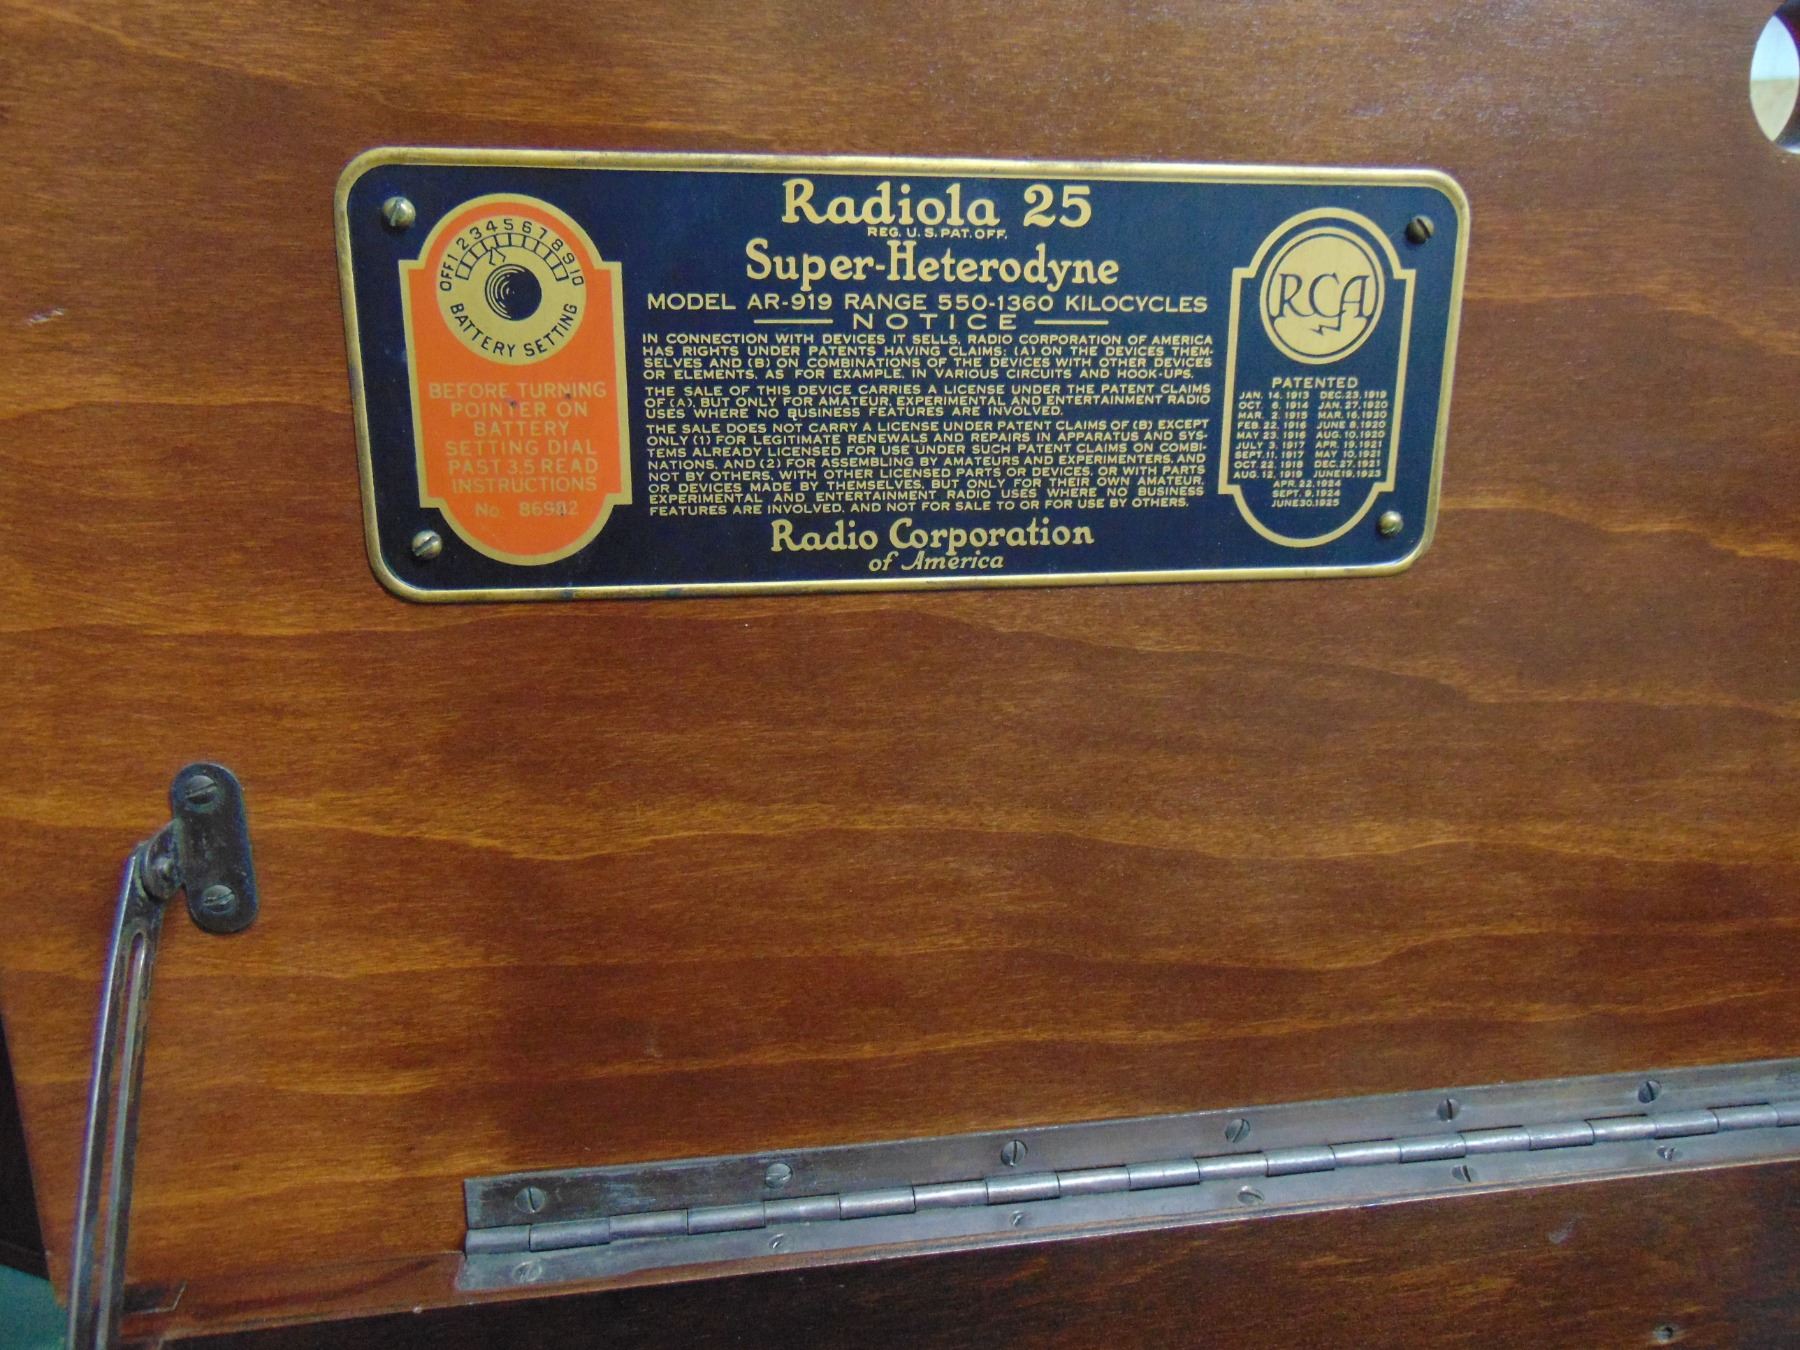 Radiola 25
REG. U. S. PAT. OFF.
Super-Heterodyne
MODEL AR-919 RANGE 550-1360 KILOCYCLES
NOTICE
IN CONNECTION WITH DEVICES IT SELLS, RADIO CORPORATION OF AMERICA
HAS RIGHTS UNDER PATENTS HAVING CLAIMS: (A) ON THE DEVICES THEM-
SELVES AND (B) ON COMBINATIONS OF THE DEVICES WITH OTHER DEVICES
OR ELEMENTS, AS FOR EXAMPLE, IN VARIOUS CIRCUITS AND HOOK-UPS.
THE SALE OF THIS DEVICE CARRIES A LICENSE UNDER THE PATENT CLAIMS
OF (A), BUT ONLY FOR AMATEUR, EXPERIMENTAL AND ENTERTAINMENT RADIO
USES WHERE NO BUSINESS FEATURES ARE INVOLVED.
THE SALE DOES NOT CARRY A LICENSE UNDER PATENT CLAIMS OF (B) EXCEPT
ONLY (1) FOR LEGITIMATE RENEWALS AND REPAIRS IN APPARATUS AND SYS-
TEMS ALREADY LICENSED FOR USE UNDER SUCH PATENT CLAIMS ON COMBI-
NATIONS, AND (2) FOR ASSEMBLING BY AMATEURS AND EXPERIMENTERS, AND
NOT BY OTHERS, WITH OTHER LICENSED PARTS OR DEVICES, OR WITH PARTS
OR DEVICES MADE BY THEMSELVES, BUT ONLY FOR THEIR OWN AMATEUR,
EXPERIMENTAL AND ENTERTAINMENT RADIO USES WHERE NO BUSINESS
FEATURES ARE INVOLVED, AND NOT FOR SALE TO OR FOR USE BY OTHERS.
Radio Corporation
of America
OFF 1 2 3 4 5 6 7 8 9 10
BATTERY SETTING
BEFORE TURNING
POINTER ON
BATTERY
SETTING DIAL
PAST 3.5 READ
INSTRUCTIONS
No. 86982
RCA
PATENTED
JAN. 14, 1913 DEC. 23, 1919
OCT. 6, 1914 JAN. 27, 1920
MAR. 2, 1915 MAR. 16, 1920
FEB. 22, 1916 JUNE 8, 1920
MAY 23, 1916 AUG. 10, 1920
JULY 3, 1917 APR. 19, 1921
SEPT. 11, 1917 MAY 10, 1921
OCT. 22, 1918 DEC. 27, 1921
AUG. 12, 1919 JUNE 19, 1923
APR. 22, 1924
SEPT. 9, 1924
JUNE 30, 1925